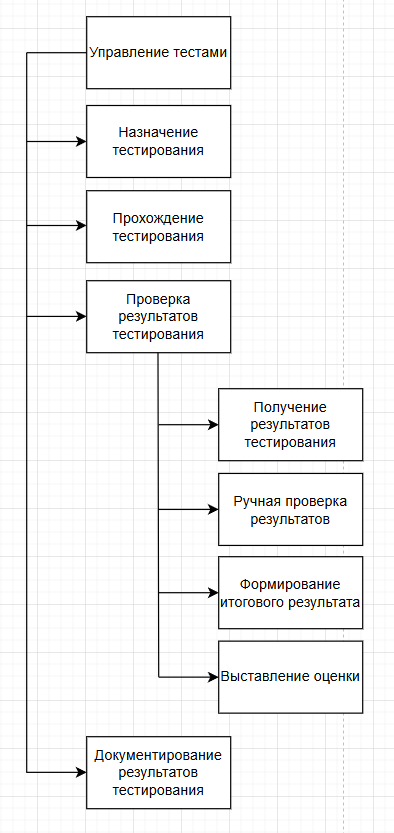 Управление тестами
Назначение
тестирования
Прохождение
тестирования
Проверка
результатов
тестирования
Получение
результатов
тестирования
Ручная проверка
результатов
Формирование
итогового результата
Выставление оценки
Документирование
результатов
тестирования